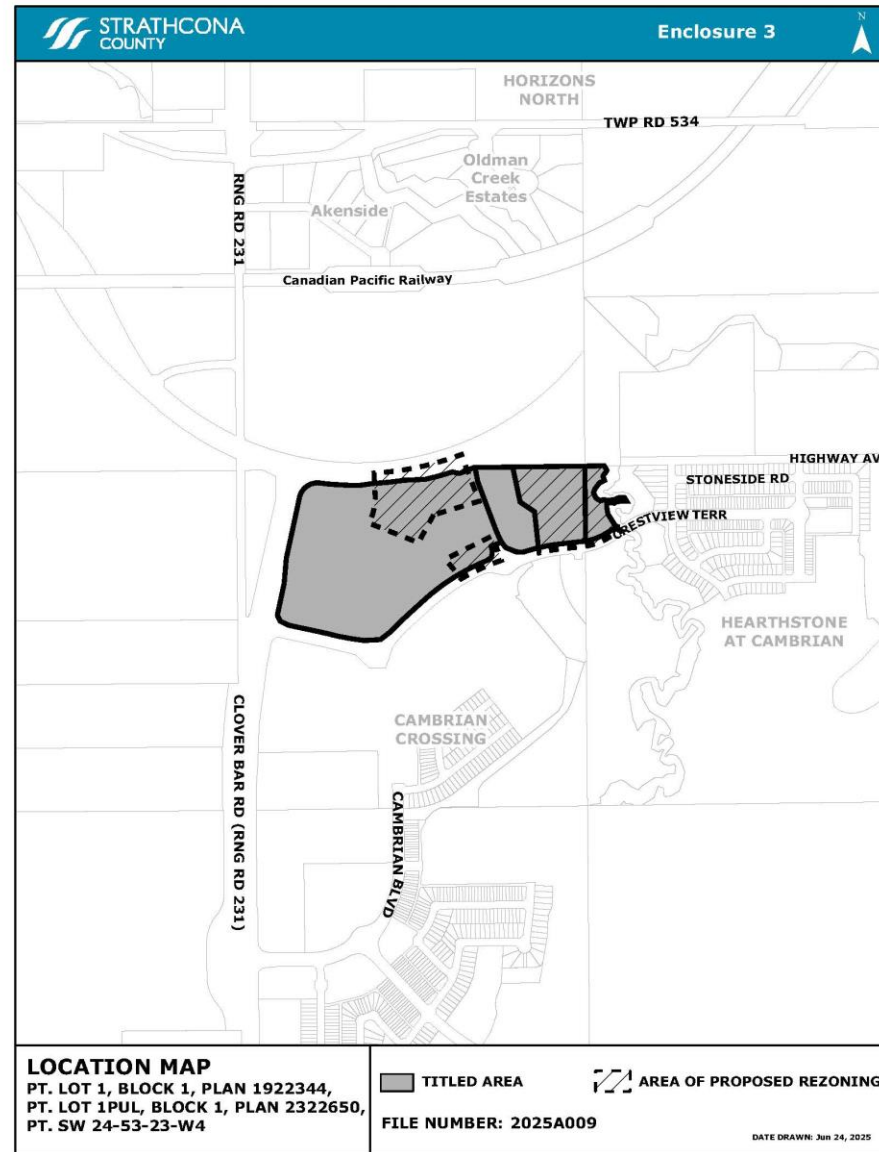 STRATHCONA
COUNTY
Enclosure 3
N
HORIZONS
NORTH
TWP RD 534
Oldman
Creek
Estates
RNG RD 231
Akenside
Canadian Pacific Railway
HIGHWAY AV
STONESIDE RD
CRESTVIEW TERR
HEARTHSTONE
AT CAMBRIAN
CLOVER BAR RD (RNG RD 231)
CAMBRIAN
CROSSING
CAMBRIAN BLVD
LOCATION MAP
PT. LOT 1, BLOCK 1, PLAN 1922344,
PT. LOT 1PUL, BLOCK 1, PLAN 2322650,
PT. SW 24-53-23-W4
TITLED AREA
AREA OF PROPOSED REZONING
FILE NUMBER: 2025A009
DATE DRAWN: Jun 24, 2025